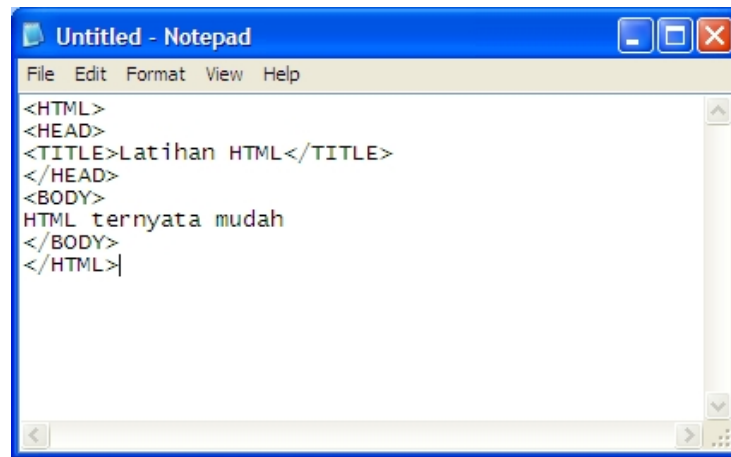 Untitled - Notepad
File Edit Format View Help
<HTML>
<HEAD>
<TITLE>Latihan HTML</TITLE>
</HEAD>
<BODY>
HTML ternyata mudah
</BODY>
</HTML>